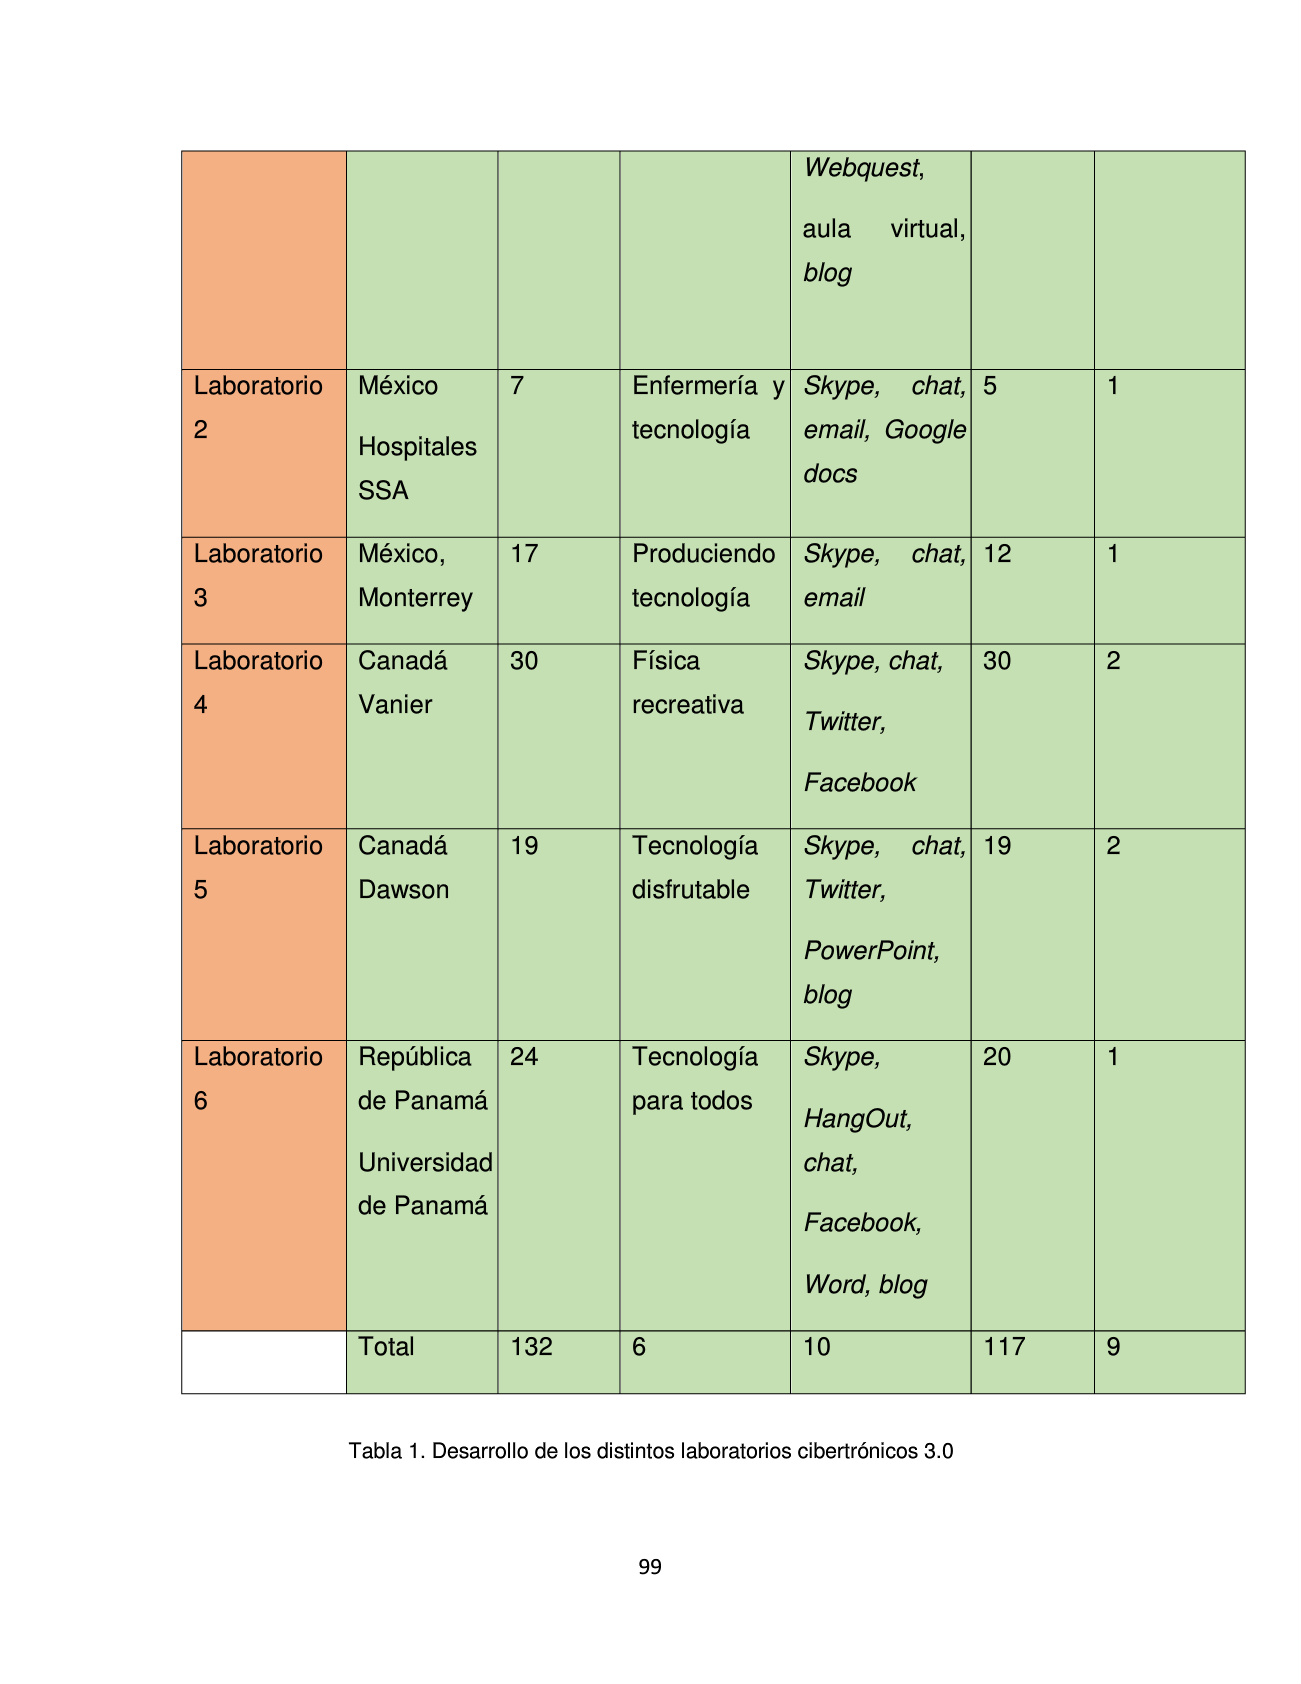 Webquest,
aula virtual,
blog
Laboratorio
2
México
Hospitales
SSA
7
Enfermería y
tecnología
Skype, chat,
email, Google
docs
5
1
Laboratorio
3
México,
Monterrey
17
Produciendo
tecnología
Skype, chat,
email
12
1
Laboratorio
4
Canadá
Vanier
30
Física
recreativa
Skype, chat,
Twitter,
Facebook
30
2
Laboratorio
5
Canadá
Dawson
19
Tecnología
disfrutable
Skype, chat,
Twitter,
PowerPoint,
blog
19
2
Laboratorio
6
República
de Panamá
Universidad
de Panamá
24
Tecnología
para todos
Skype,
HangOut,
chat,
Facebook,
Word, blog
20
1
Total
132
6
10
117
9
Tabla 1. Desarrollo de los distintos laboratorios cibertrónicos 3.0
99